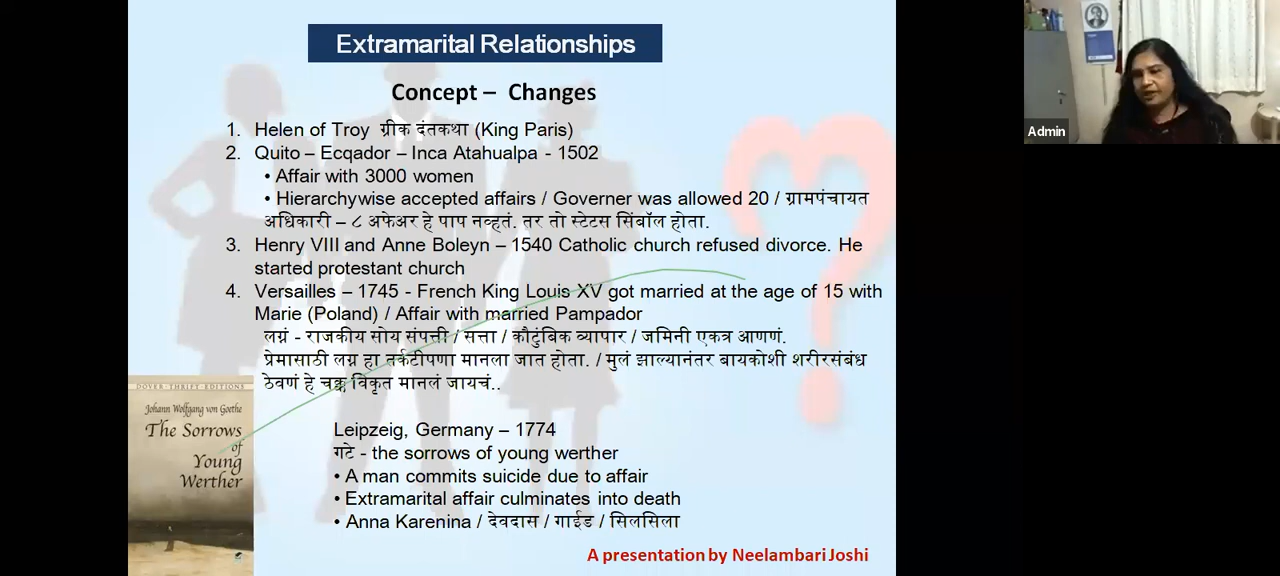 Extramarital Relationships
Concept – Changes
1. Helen of Troy ग्रीक दंतकथा (King Paris)
2. Quito – Ecqador – Inca Atahualpa - 1502
• Affair with 3000 women
• Hierarchywise accepted affairs / Governer was allowed 20 / ग्रामपंचायत
अधिकारी – ८ अफेअर हे पाप नव्हतं. तर तो स्टेटस सिंबॉल होता.
3. Henry VIII and Anne Boleyn – 1540 Catholic church refused divorce. He
started protestant church
4. Versailles – 1745 - French King Louis XV got married at the age of 15 with
Marie (Poland) / Affair with married Pampador
लग्नं - राजकीय सोय संपत्ती / सत्ता / कौटुंबिक व्यापार / जमिनी एकत्र आणणं.
प्रेमासाठी लग्न हा तर्कटीपणा मानला जात होता. / मुलं झाल्यानंतर बायकोशी शरीरसंबंध
ठेवणं हे चक्क विकृत मानलं जायचं..
DOVER · THRIFT · EDITIONS
Johann Wolfgang von Goethe
The Sorrows
of
Young
Werther
Leipzeig, Germany – 1774
गटे - the sorrows of young werther
• A man commits suicide due to affair
• Extramarital affair culminates into death
• Anna Karenina / देवदास / गाईड / सिलसिला
A presentation by Neelambari Joshi
Admin